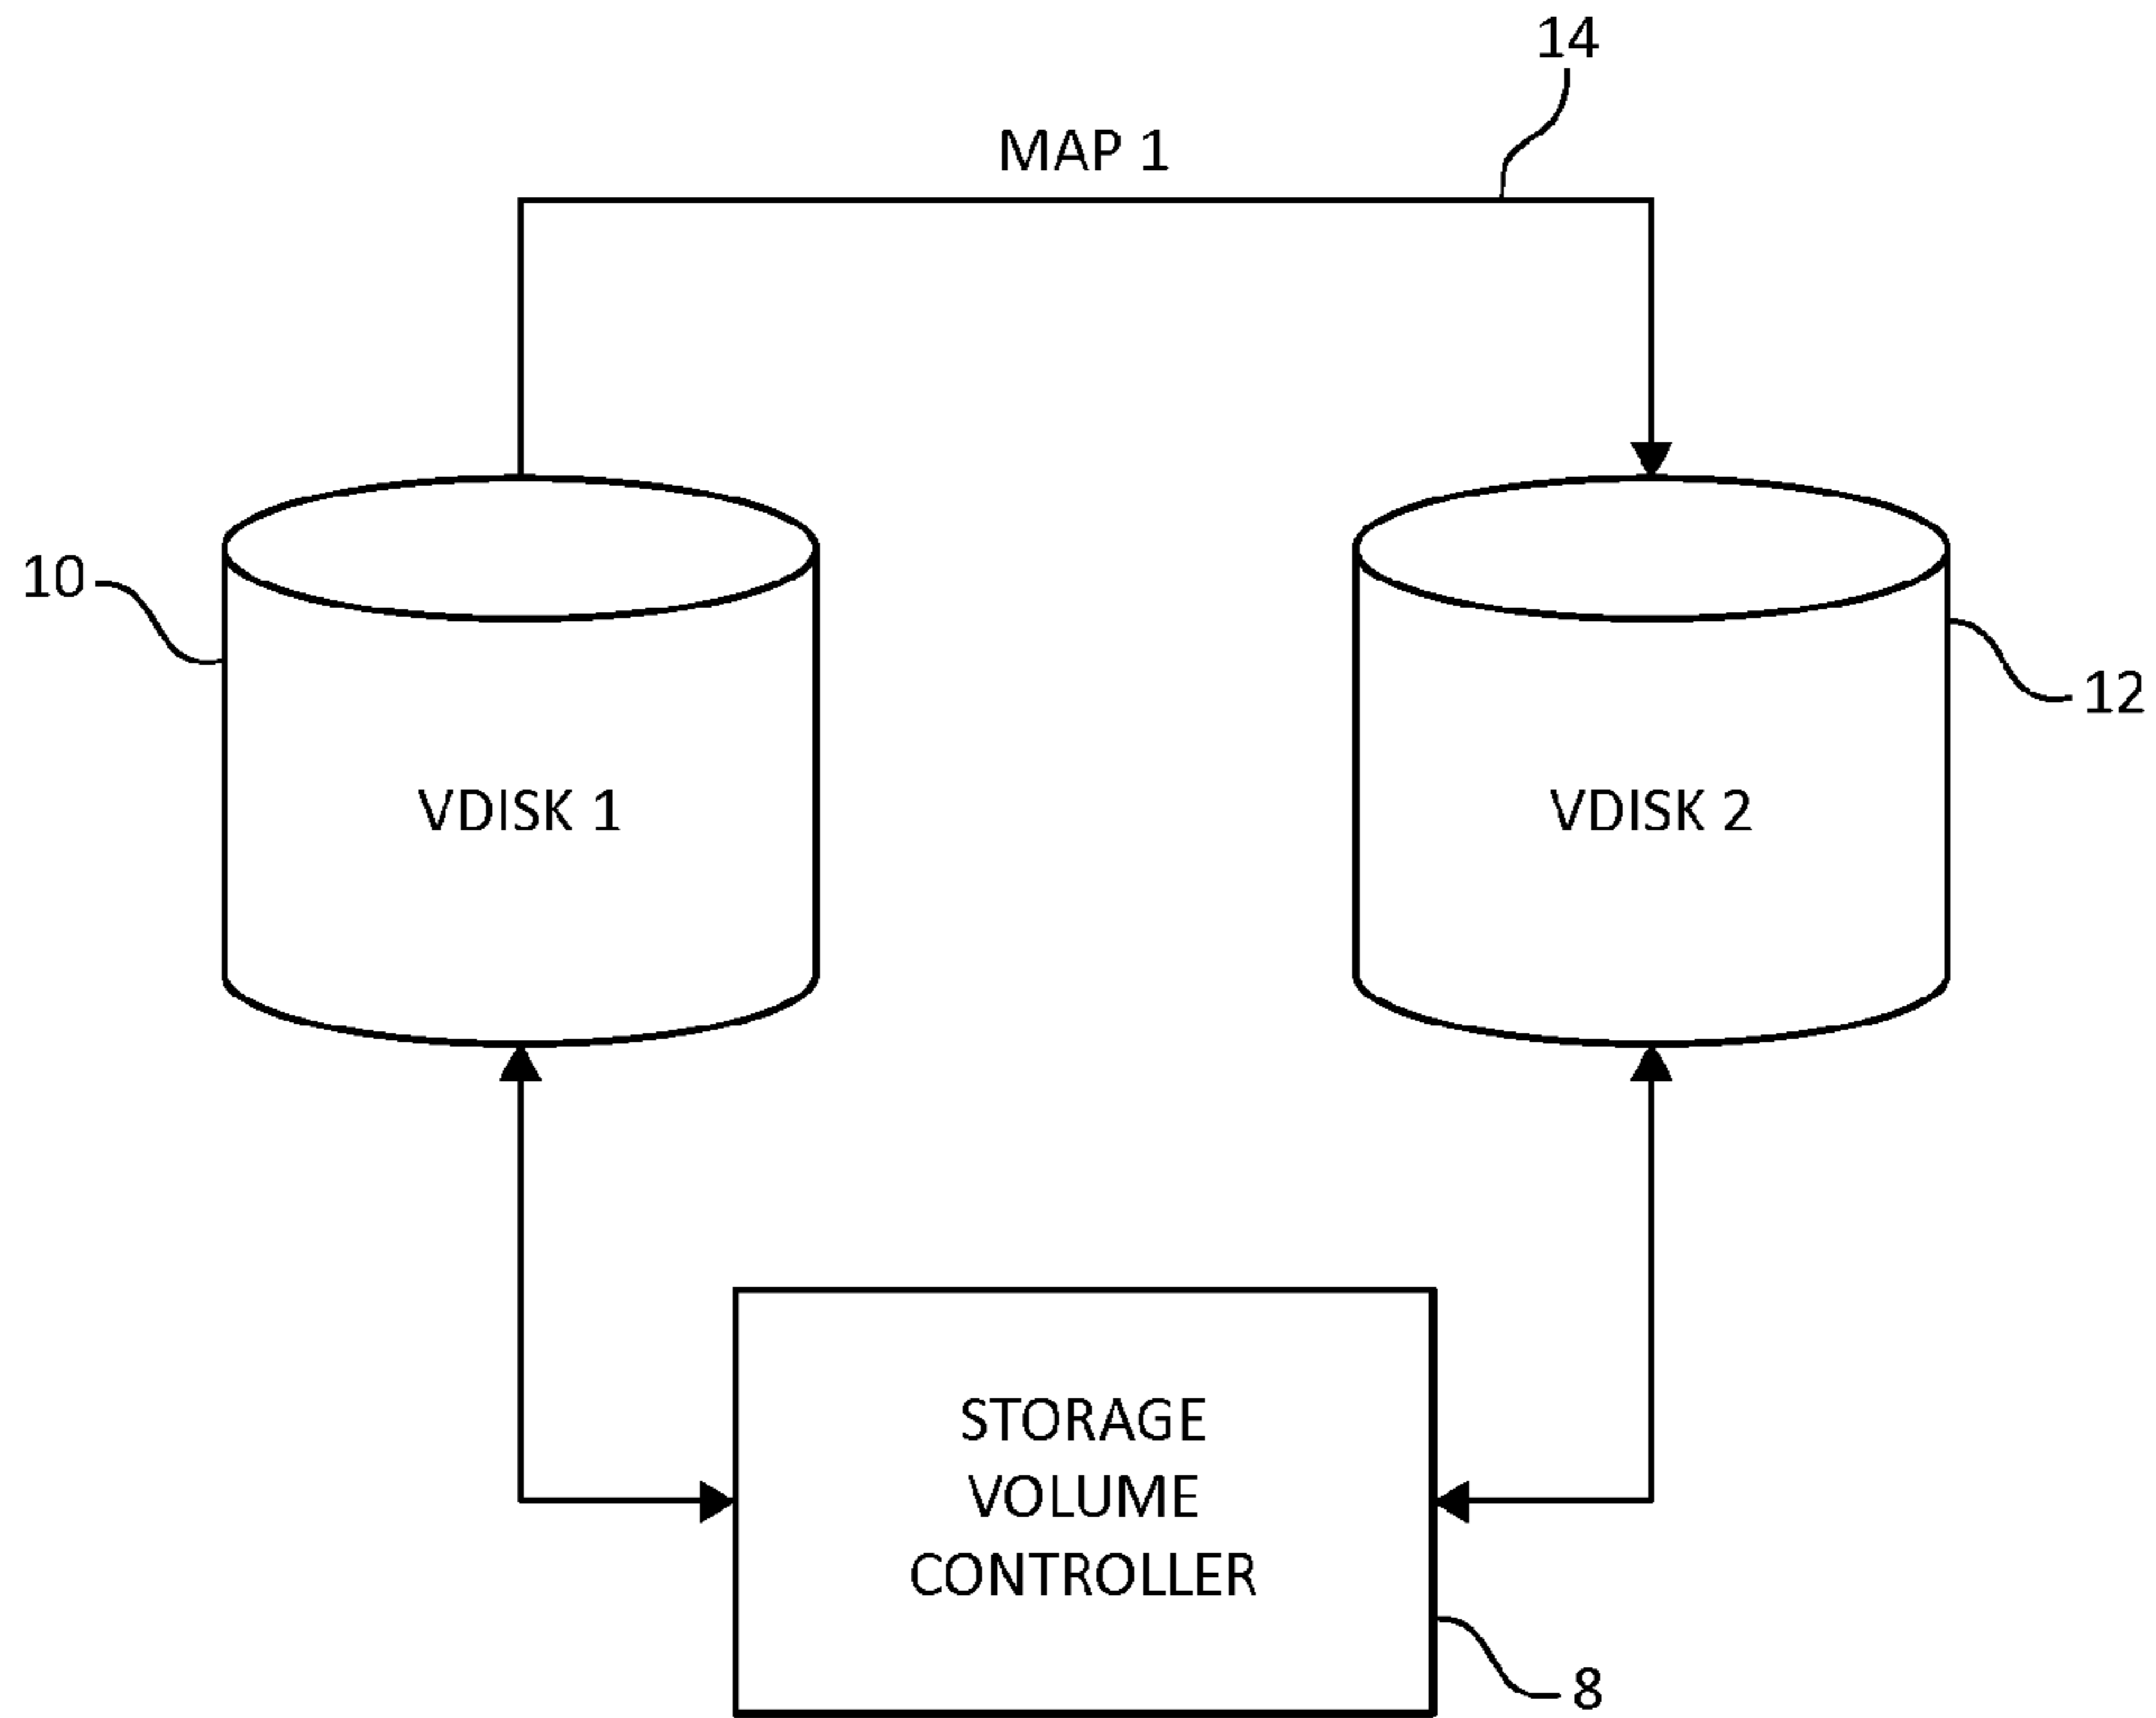 14
MAP 1
10
12
VDISK 1
VDISK 2
STORAGE
VOLUME
CONTROLLER
8